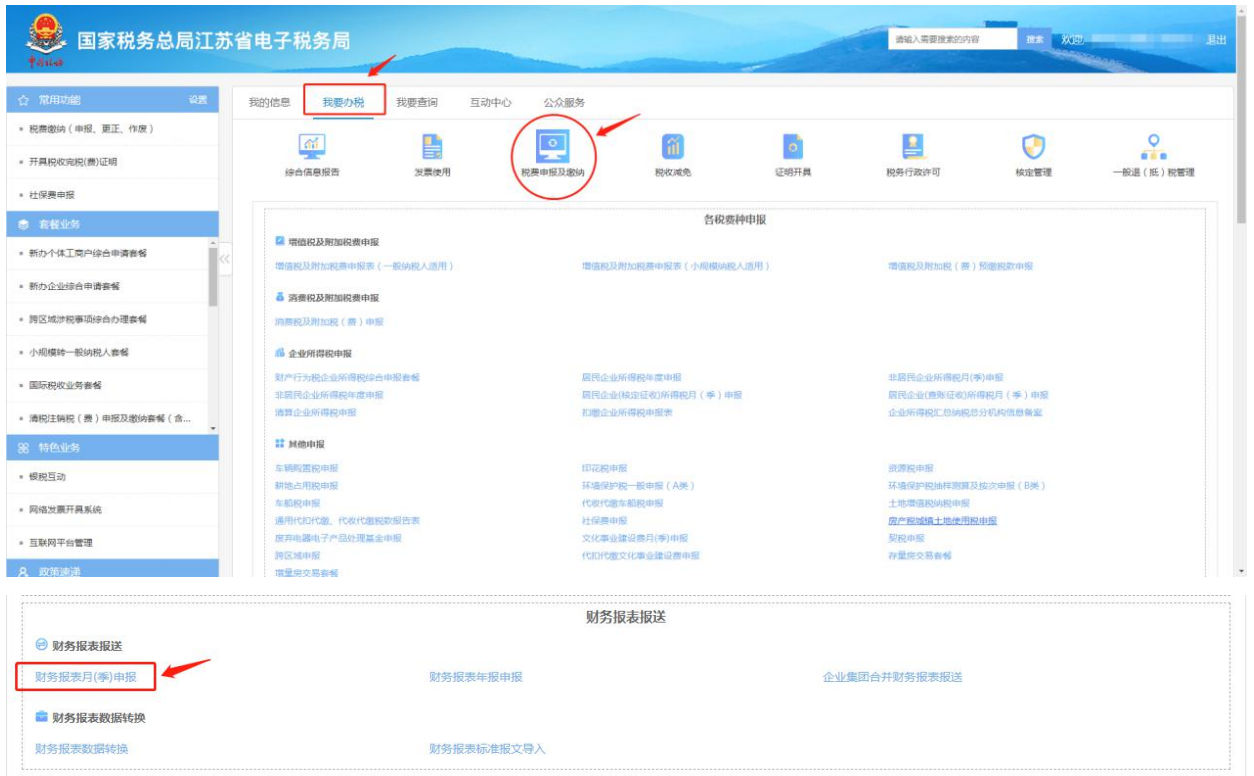 国家税务总局江苏省电子税务局
请输入需要搜索的内容
搜索
欢迎,
退出
常用功能
设置
税费缴纳（申报、更正、作废）
开具税收完税(费)证明
社保费申报
套餐业务
新办个体工商户综合申请套餐
新办企业综合申请套餐
跨区域涉税事项综合办理套餐
小规模转一般纳税人套餐
国际税收业务套餐
清税注销税（费）申报及缴纳套餐（含...
特色业务
银税互动
网络发票开具系统
互联网平台管理
政策速递
我的信息 我要办税 我要查询 互动中心 公众服务
综合信息报告 发票使用 税费申报及缴纳 税收减免 证明开具 税务行政许可 核定管理 一般退（抵）税管理
各税费种申报
增值税及附加税费申报
增值税及附加税费申报表（一般纳税人适用） 增值税及附加税费申报表（小规模纳税人适用） 增值税及附加税（费）预缴税款申报
消费税及附加税费申报
消费税及附加税（费）申报
企业所得税申报
财产行为税企业所得税综合申报套餐 居民企业所得税年度申报 非居民企业所得税月(季)申报
非居民企业所得税年度申报 居民企业(核定征收)所得税月（季）申报 居民企业(查账征收)所得税月（季）申报
清算企业所得税申报 扣缴企业所得税申报表 企业所得税汇总纳税总分机构信息备案
其他申报
车辆购置税申报 印花税申报 资源税申报
耕地占用税申报 环境保护税一般申报（A类） 环境保护税抽样测算及按次申报（B类）
车船税申报 代收代缴车船税申报 土地增值税纳税申报
通用代扣代缴、代收代缴税款报告表 社保费申报 房产税城镇土地使用税申报
废弃电器电子产品处理基金申报 文化事业建设费月(季)申报 契税申报
跨区域申报 代扣代缴文化事业建设费申报 存量房交易套餐
增量房交易套餐
财务报表报送
财务报表报送
财务报表月(季)申报 财务报表年报申报 企业集团合并财务报表报送
财务报表数据转换
财务报表数据转换 财务报表标准报文导入